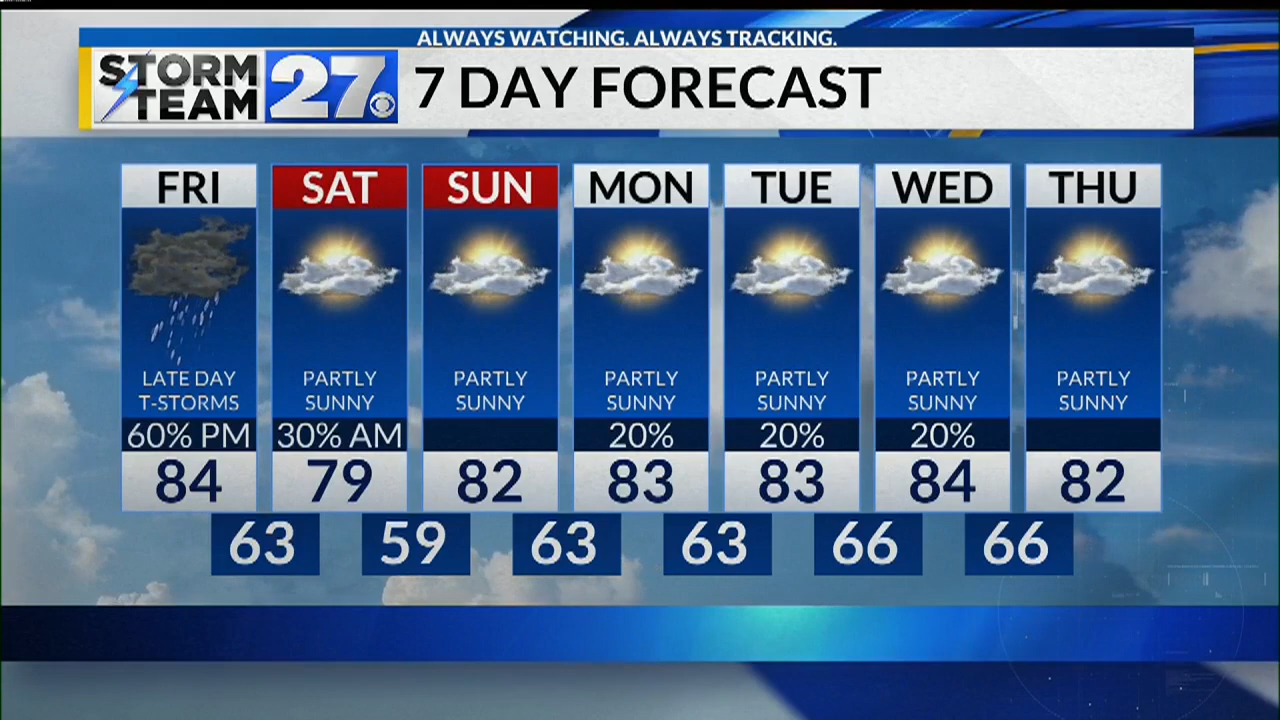 ALWAYS WATCHING. ALWAYS TRACKING.
STORM TEAM 27 7 DAY FORECAST
FRI SAT SUN MON TUE WED THU
LATE DAY PARTLY PARTLY PARTLY PARTLY PARTLY PARTLY
T-STORMS SUNNY SUNNY SUNNY SUNNY SUNNY SUNNY
60% PM 30% AM 20% 20% 20%
84 79 82 83 83 84 82
63 59 63 63 66 66